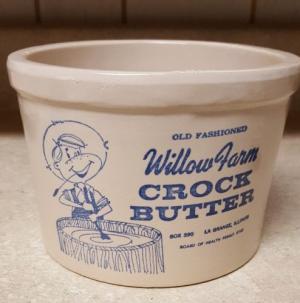 OLD FASHIONED
Willow Farm
CROCK
BUTTER
BOX 390 LA GRANGE, ILLINOIS
BOARD OF HEALTH PERMIT